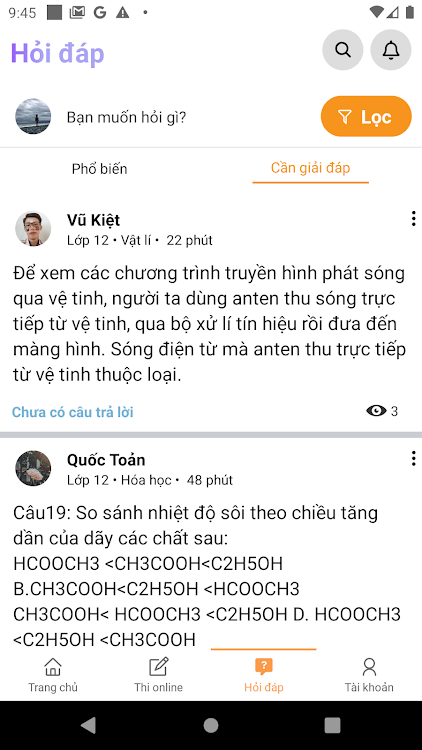 9:45
Hỏi đáp
Bạn muốn hỏi gì?
Lọc
Phổ biến
Cần giải đáp
Vũ Kiệt
Lớp 12 • Vật lí • 22 phút
Để xem các chương trình truyền hình phát sóng
qua vệ tinh, người ta dùng anten thu sóng trực
tiếp từ vệ tinh, qua bộ xử lí tín hiệu rồi đưa đến
màng hình. Sóng điện từ mà anten thu trực tiếp
từ vệ tinh thuộc loại.
Chưa có câu trả lời
3
Quốc Toản
Lớp 12 • Hóa học • 48 phút
Câu19: So sánh nhiệt độ sôi theo chiều tăng
dần của dãy các chất sau:
HCOOCH3 <CH3COOH<C2H5OH
B.CH3COOH<C2H5OH <HCOOCH3
CH3COOH< HCOOCH3 <C2H5OH D. HCOOCH3
<C2H5OH <CH3COOH
Trang chủ
Thi online
Hỏi đáp
Tài khoản